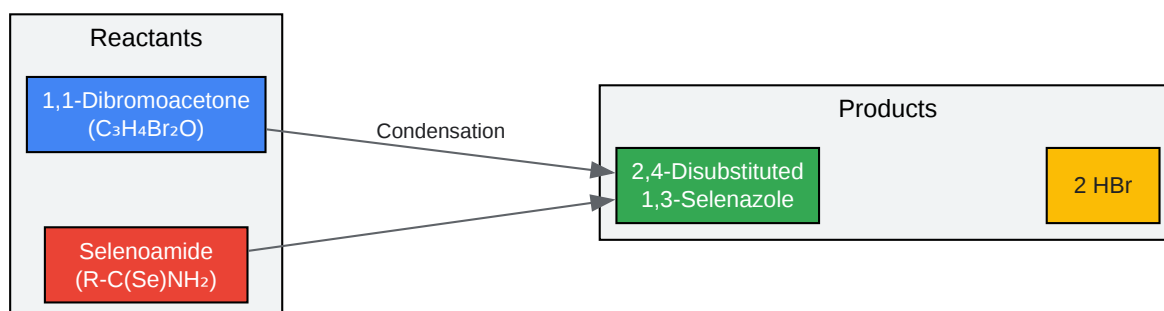 Reactants
1,1-Dibromoacetone
(C₃H₄Br₂O)
Condensation
Selenoamide
(R-C(Se)NH₂)
Products
2,4-Disubstituted
1,3-Selenazole
2 HBr